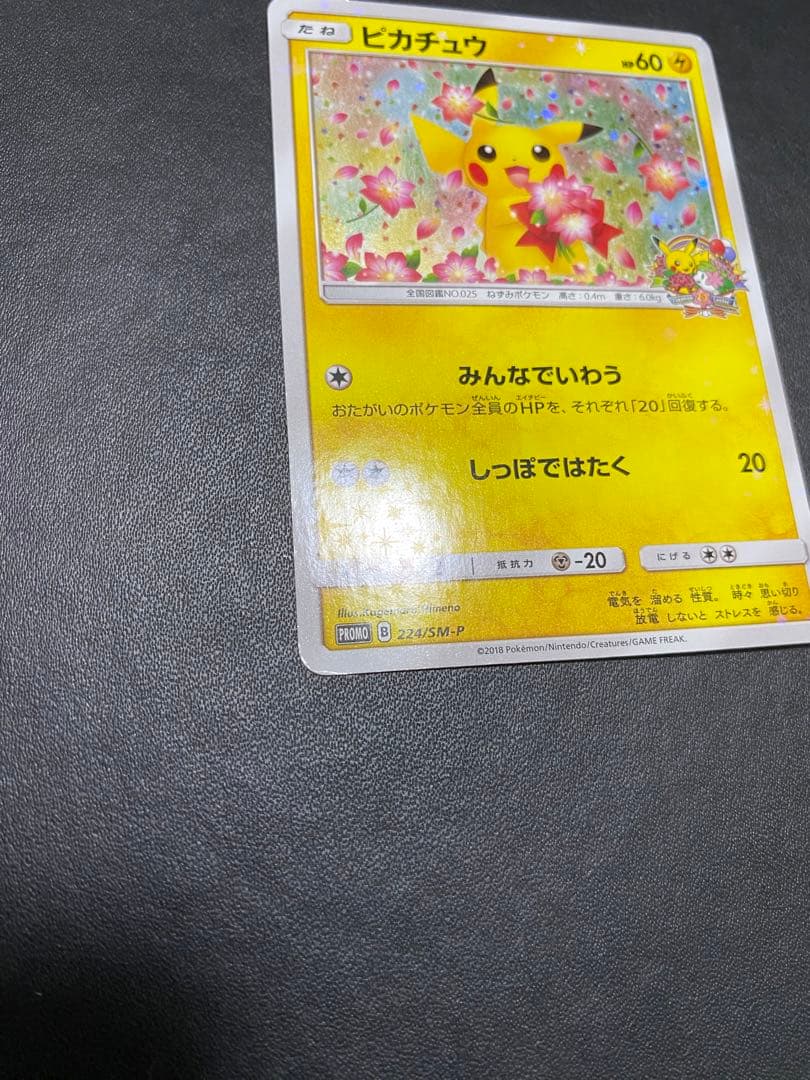 たね ピカチュウ HP60
全国図鑑NO.025 ねずみポケモン 高さ:0.4m 重さ:6.0kg
みんなでいわう
おたがいのポケモン全員のHPを、それぞれ「20」回復する。
しっぽではたく 20
抵抗力 -20 にげる
電気を 溜める 性質。 時々 思い切り
放電 しないと ストレスを 感じる。
Illus.Kagemaru Himeno
PROMO B 224/SM-P
©2018 Pokémon/Nintendo/Creatures/GAME FREAK.